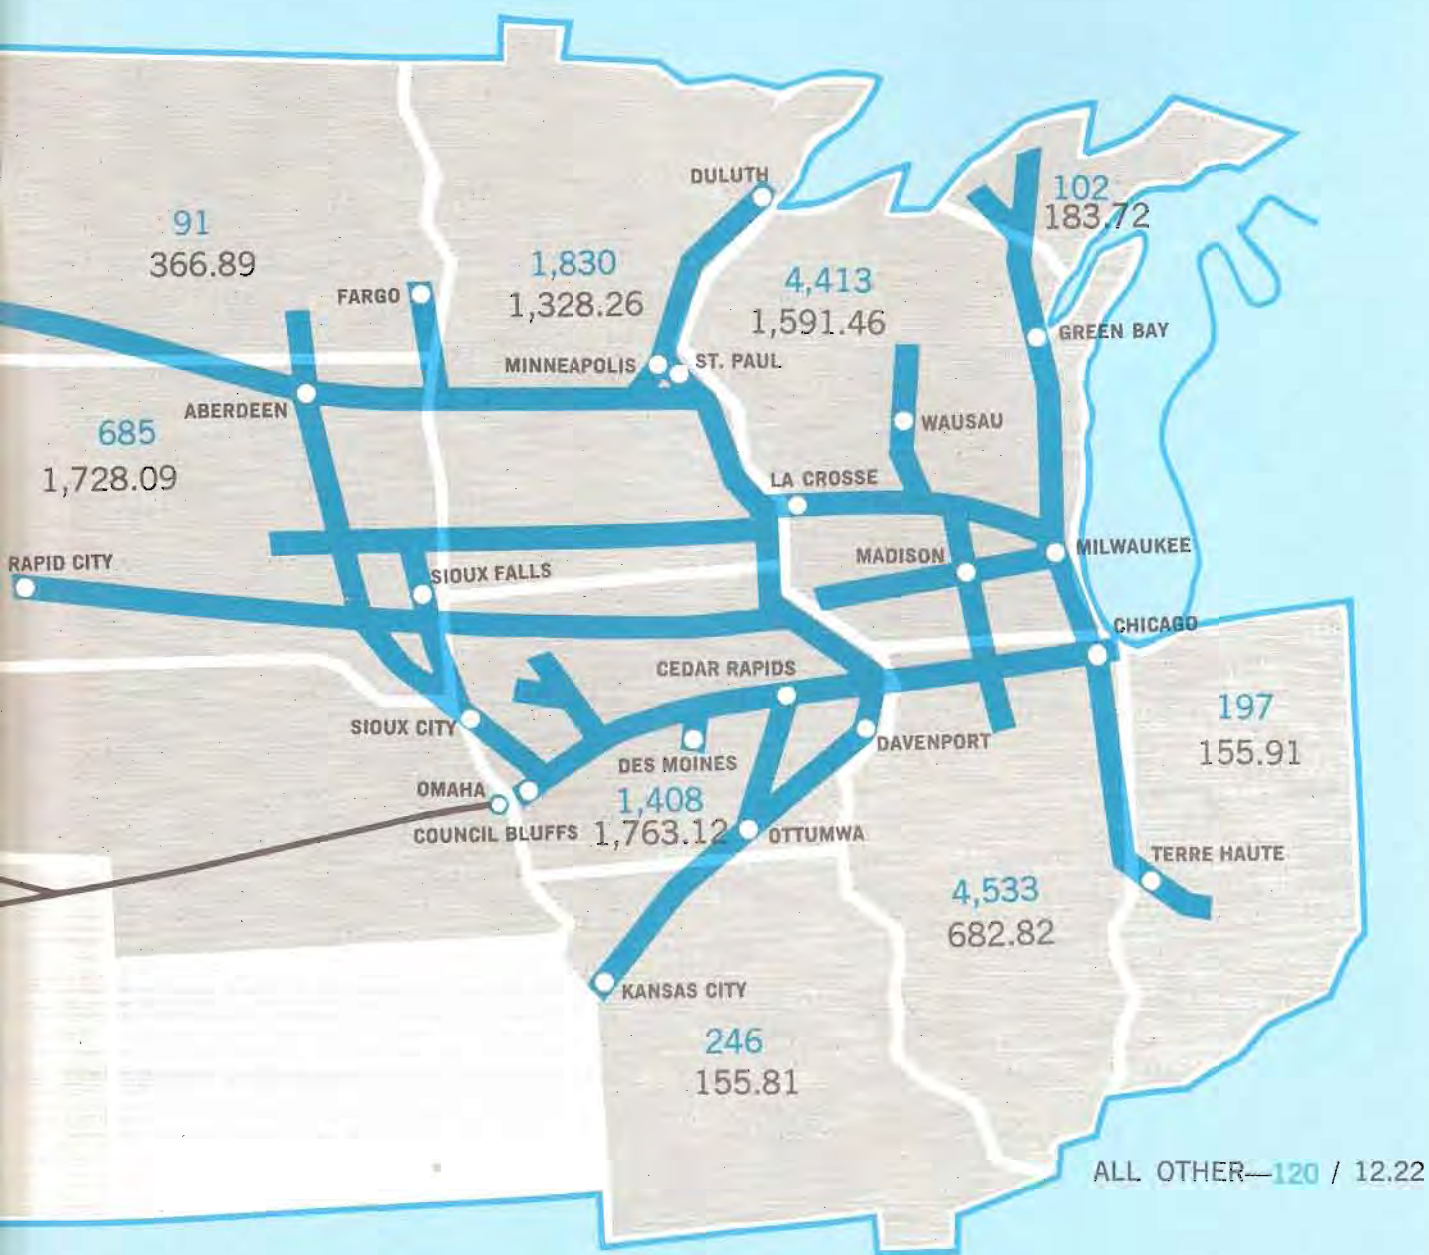 DULUTH
102
183.72
91
366.89
1,830
1,328.26
4,413
1,591.46
FARGO
GREEN BAY
MINNEAPOLIS
ST. PAUL
ABERDEEN
WAUSAU
685
1,728.09
LA CROSSE
RAPID CITY
SIOUX FALLS
MADISON
MILWAUKEE
CHICAGO
CEDAR RAPIDS
197
155.91
SIOUX CITY
DAVENPORT
DES MOINES
OMAHA
1,408
1,763.12
COUNCIL BLUFFS
OTTUMWA
TERRE HAUTE
4,533
682.82
KANSAS CITY
246
155.81
ALL OTHER—120 / 12.22